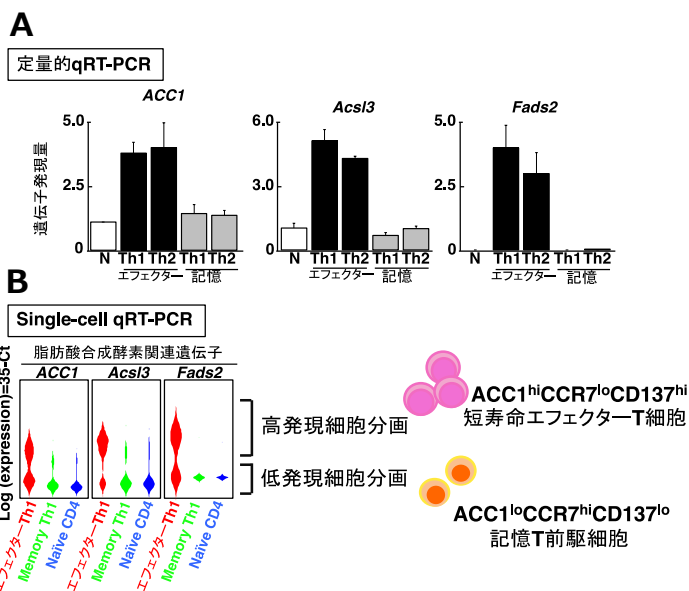 A
定量的qRT-PCR
ACC1
Acsl3
Fads2
遺伝子発現量
5.0
2.5
0
6.0
3.0
0
5.0
2.5
0
N Th1 Th2 Th1 Th2
エフェクター 記憶
N Th1 Th2 Th1 Th2
エフェクター 記憶
N Th1 Th2 Th1 Th2
エフェクター 記憶
B
Single-cell qRT-PCR
脂肪酸合成酵素関連遺伝子
ACC1 Acsl3 Fads2
Log (expression)=35-Ct
高発現細胞分画
低発現細胞分画
エフェクターTh1
Memory Th1
Naïve CD4
エフェクターTh1
Memory Th1
Naïve CD4
エフェクターTh1
Memory Th1
Naïve CD4
ACC1hiCCR7loCD137hi
短寿命エフェクターT細胞
ACC1loCCR7hiCD137lo
記憶T前駆細胞